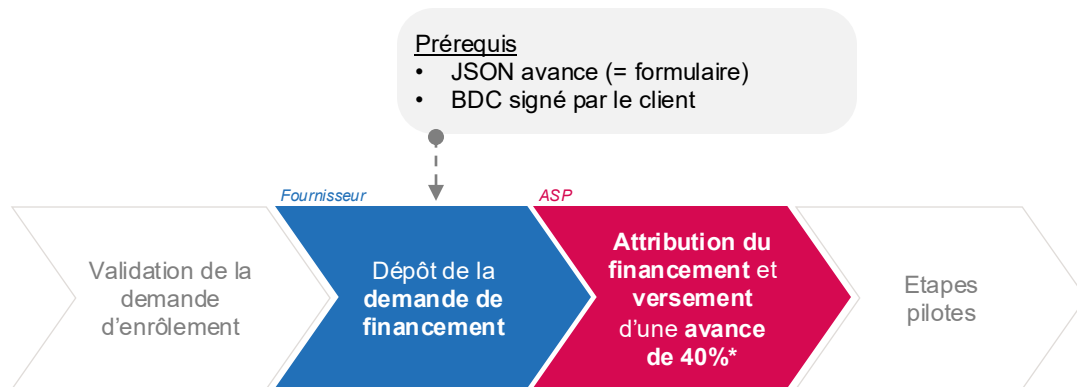 Prérequis
• JSON avance (= formulaire)
• BDC signé par le client
Fournisseur
ASP
Validation de la
demande
d'enrôlement
Dépôt de la
demande de
financement
Attribution du
financement et
versement
d'une avance
de 40%*
Etapes
pilotes